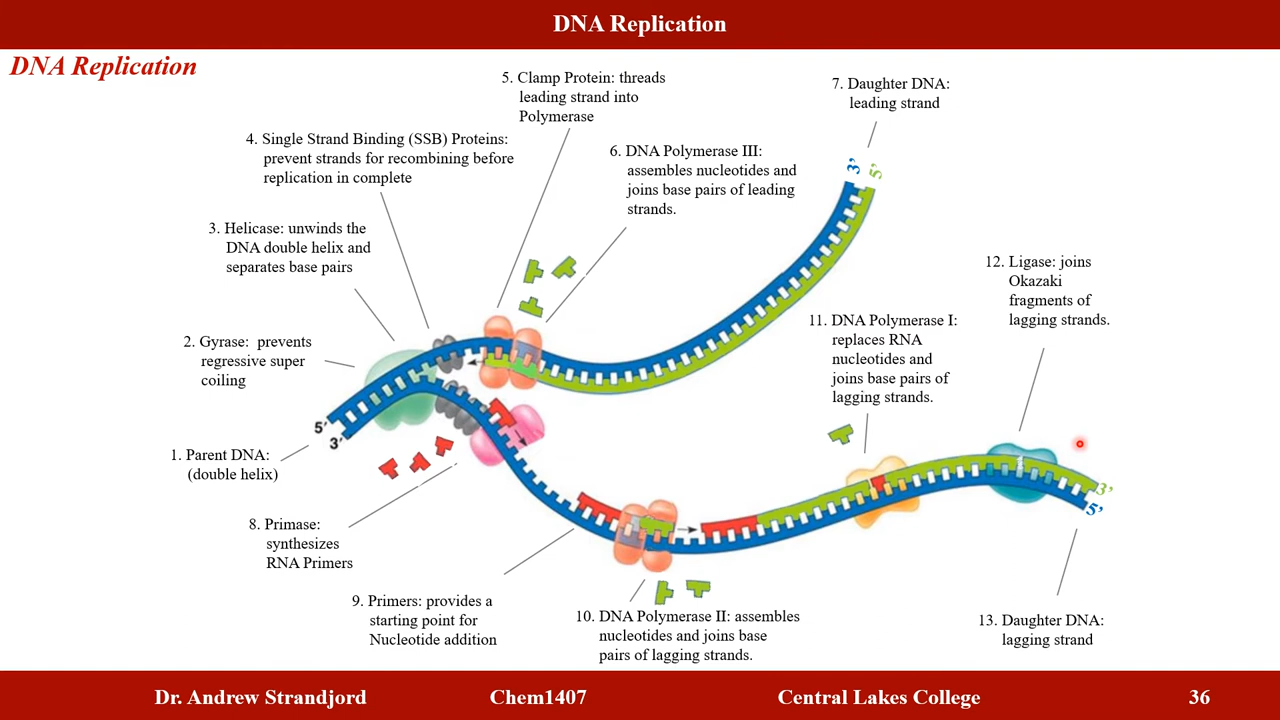 DNA Replication
DNA Replication
5. Clamp Protein: threads
leading strand into
Polymerase
7. Daughter DNA:
leading strand
4. Single Strand Binding (SSB) Proteins:
prevent strands for recombining before
replication in complete
6. DNA Polymerase III:
assembles nucleotides and
joins base pairs of leading
strands.
3'
5'
3. Helicase: unwinds the
DNA double helix and
separates base pairs
12. Ligase: joins
Okazaki
fragments of
lagging strands.
11. DNA Polymerase I:
replaces RNA
nucleotides and
joins base pairs of
lagging strands.
2. Gyrase: prevents
regressive super
coiling
5'
3'
1. Parent DNA:
(double helix)
3'
5'
8. Primase:
synthesizes
RNA Primers
9. Primers: provides a
starting point for
Nucleotide addition
10. DNA Polymerase II: assembles
nucleotides and joins base
pairs of lagging strands.
13. Daughter DNA:
lagging strand
Dr. Andrew Strandjord Chem1407 Central Lakes College 36